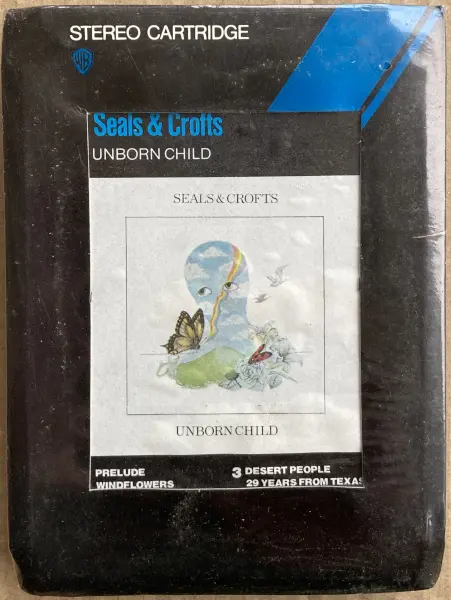 STEREO CARTRIDGE
Seals & Crofts
UNBORN CHILD
SEALS & CROFTS
UNBORN CHILD
PRELUDE
WINDFLOWERS
3 DESERT PEOPLE
29 YEARS FROM TEXAS